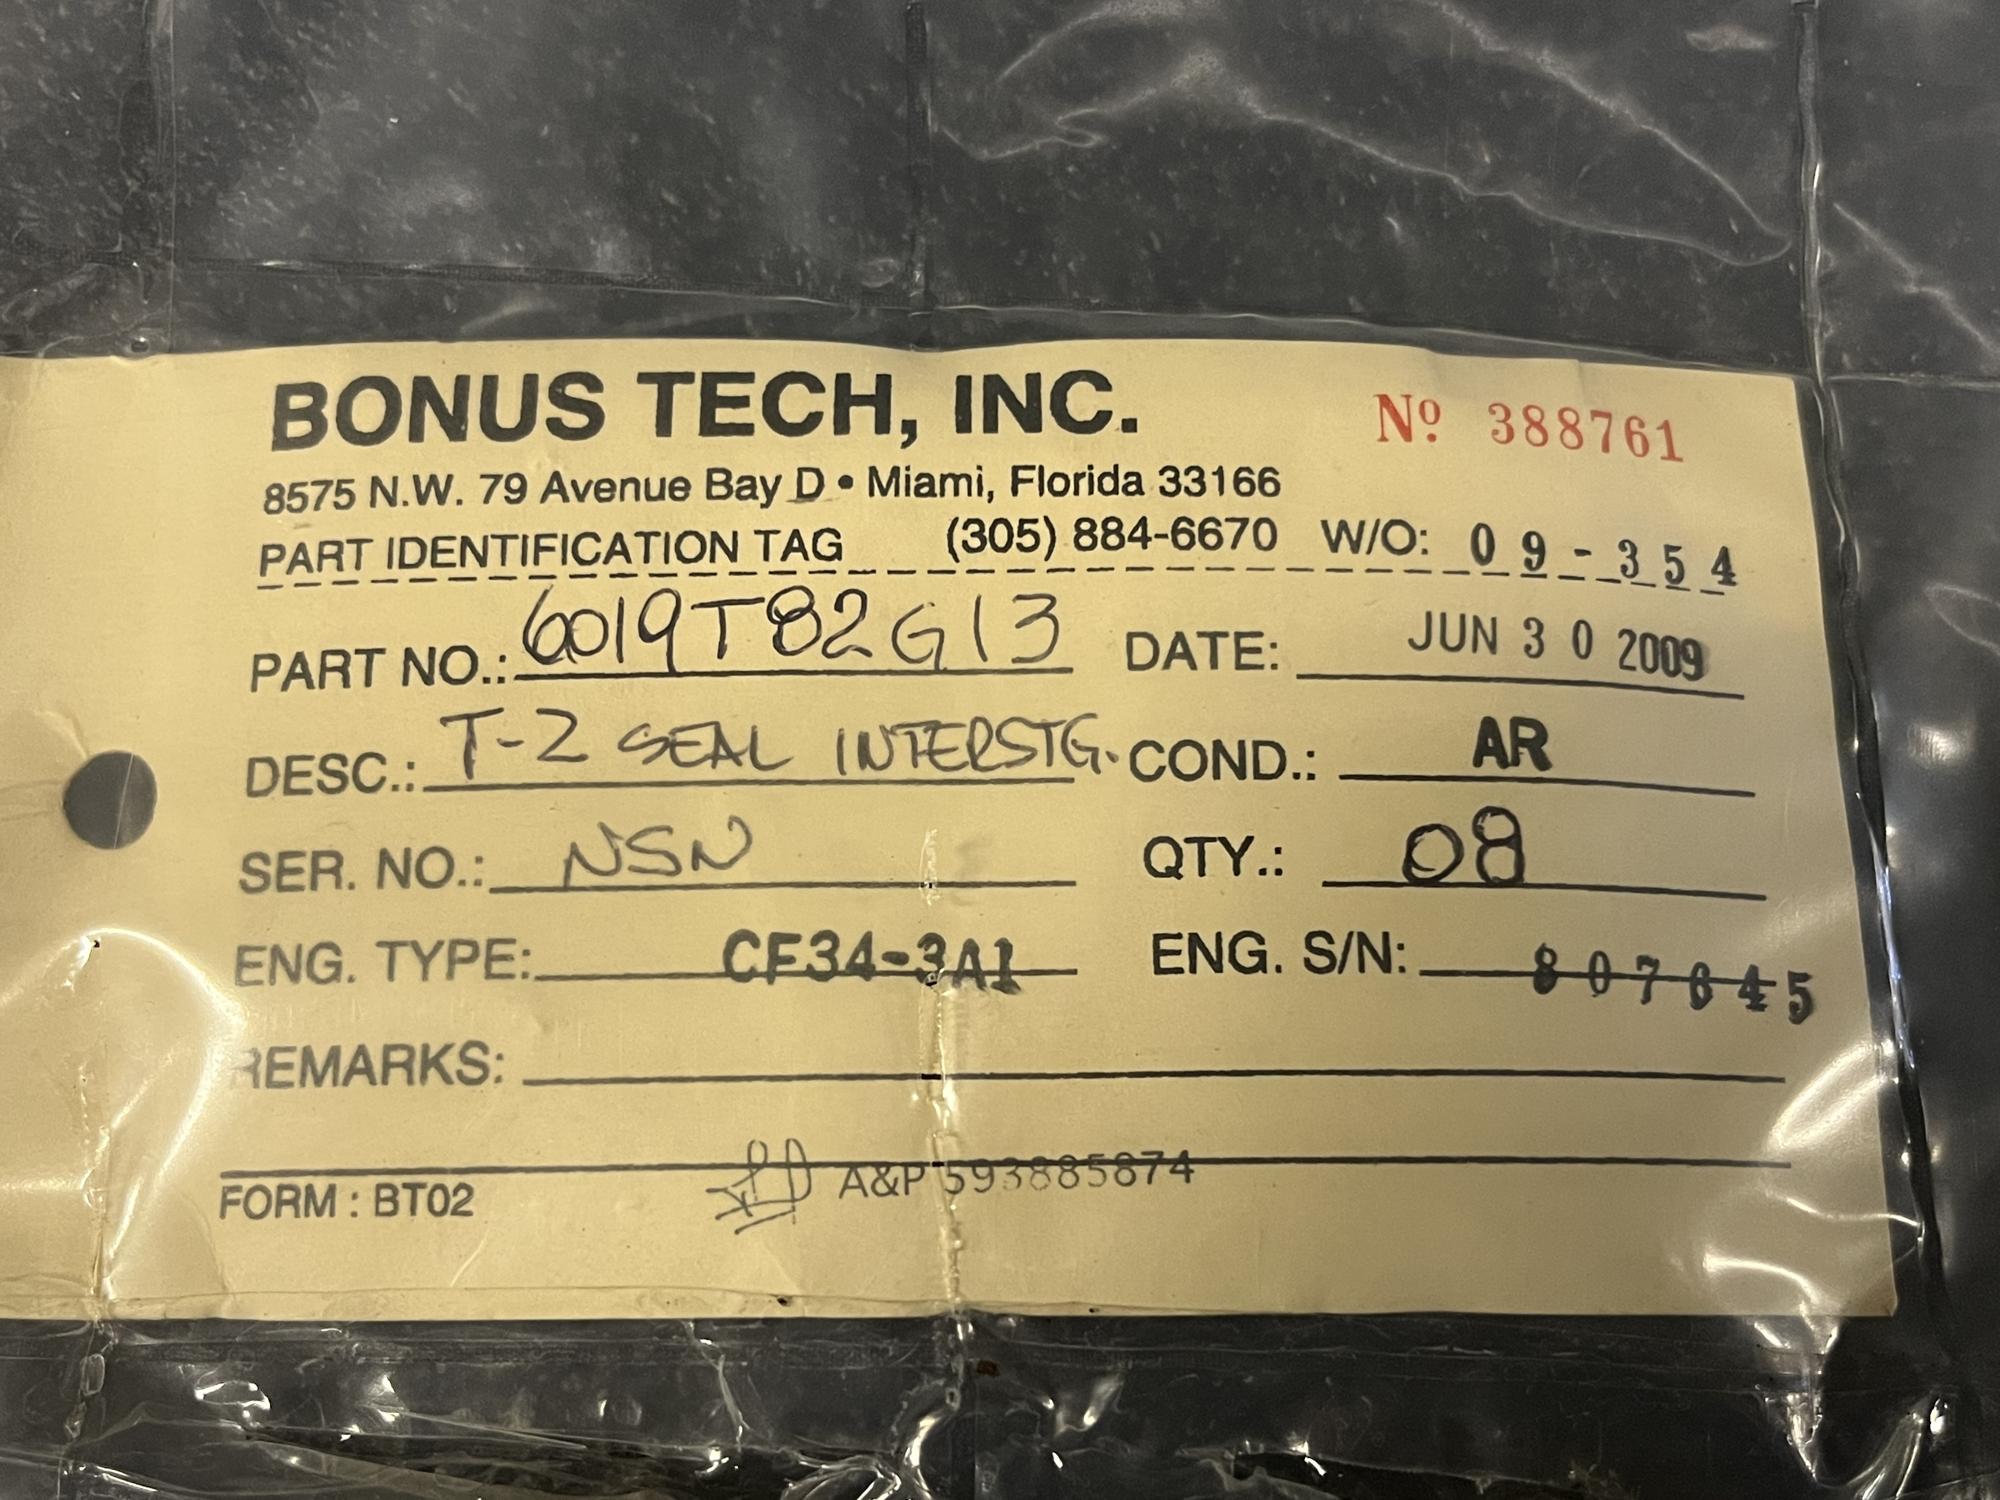 BONUS TECH, INC. Nº 388761
8575 N.W. 79 Avenue Bay D • Miami, Florida 33166
PART IDENTIFICATION TAG (305) 884-6670 W/O: 09-354
PART NO.: 6019T82G13 DATE: JUN 30 2009
DESC.: T-2 SEAL INTERSTG. COND.: AR
SER. NO.: NSN QTY.: 08
ENG. TYPE: CF34-3A1 ENG. S/N: 807645
REMARKS:
A&P 593885874
FORM : BT02